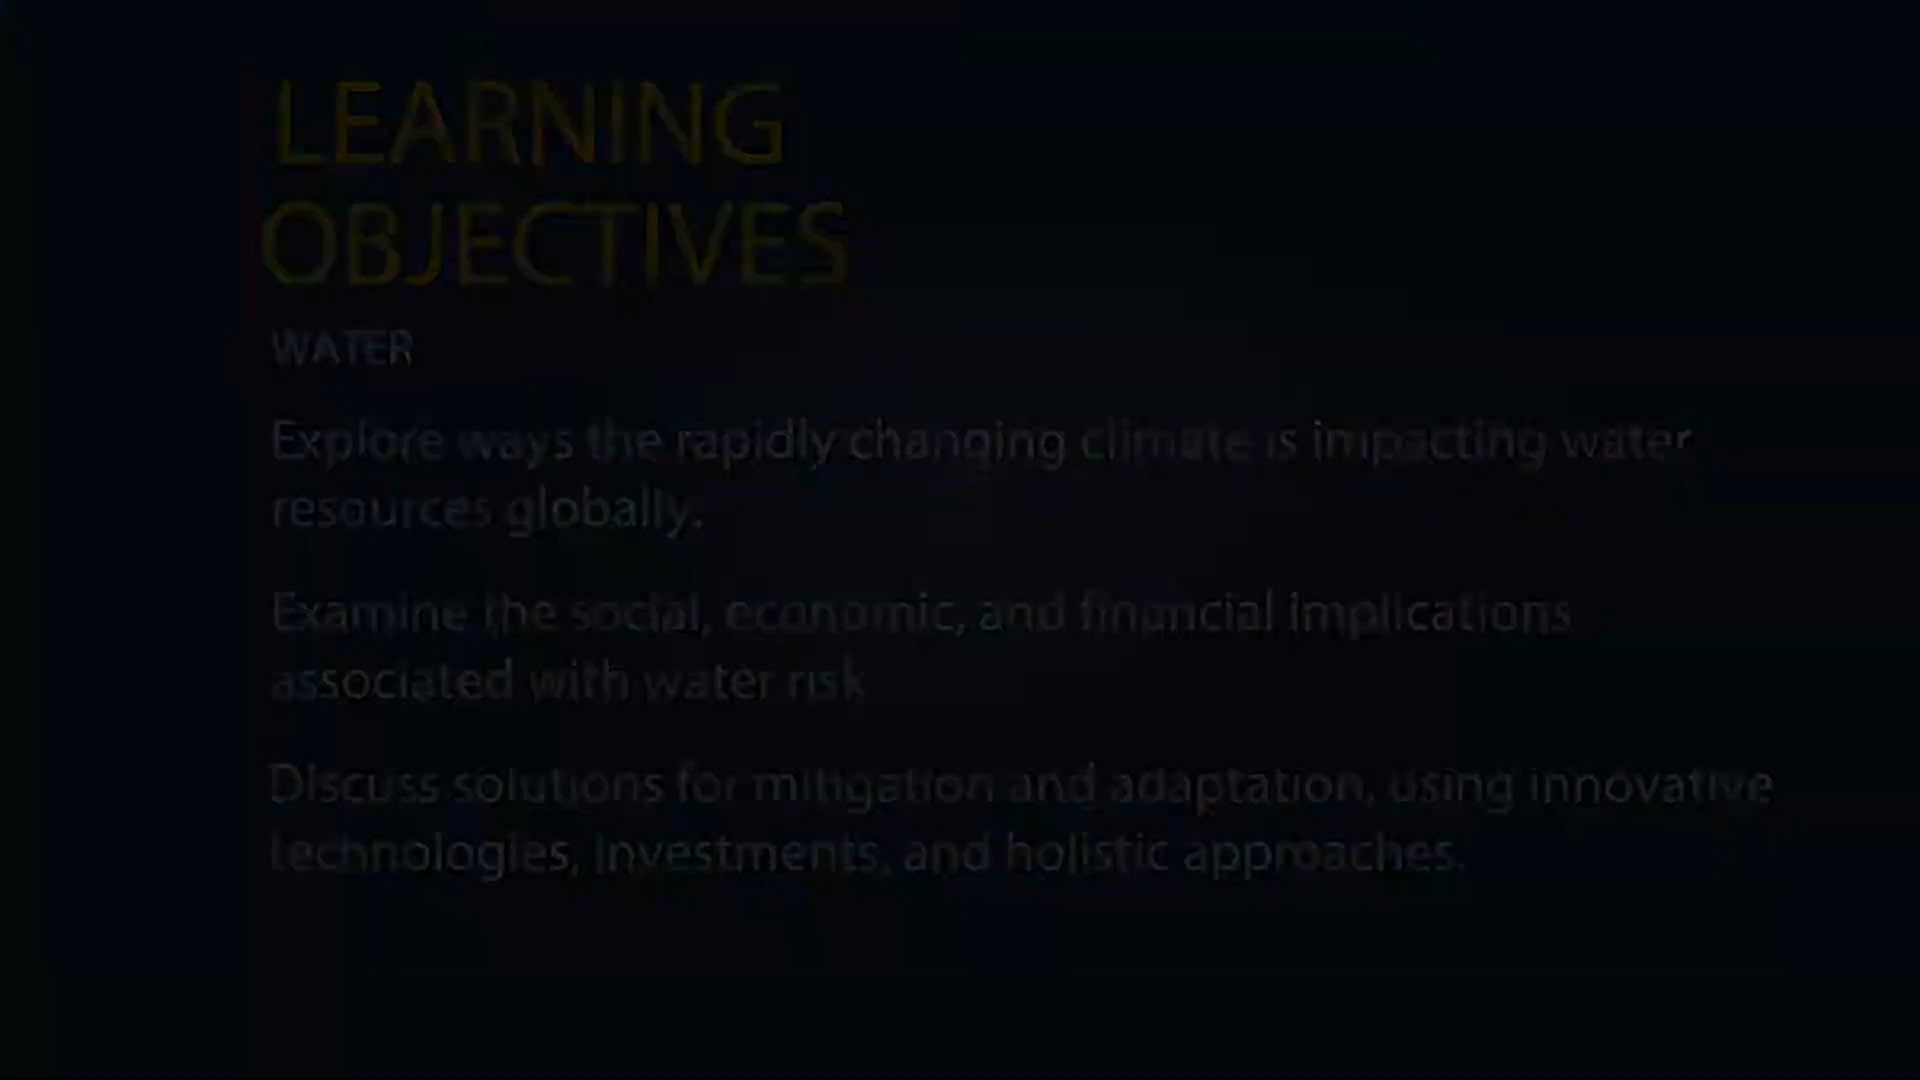 LEARNING
OBJECTIVES
WATER
Explore ways the rapidly changing climate is impacting water
resources globally.
Examine the social, economic, and financial implications
associated with water risk
Discuss solutions for mitigation and adaptation, using innovative
technologies, investments, and holistic approaches.